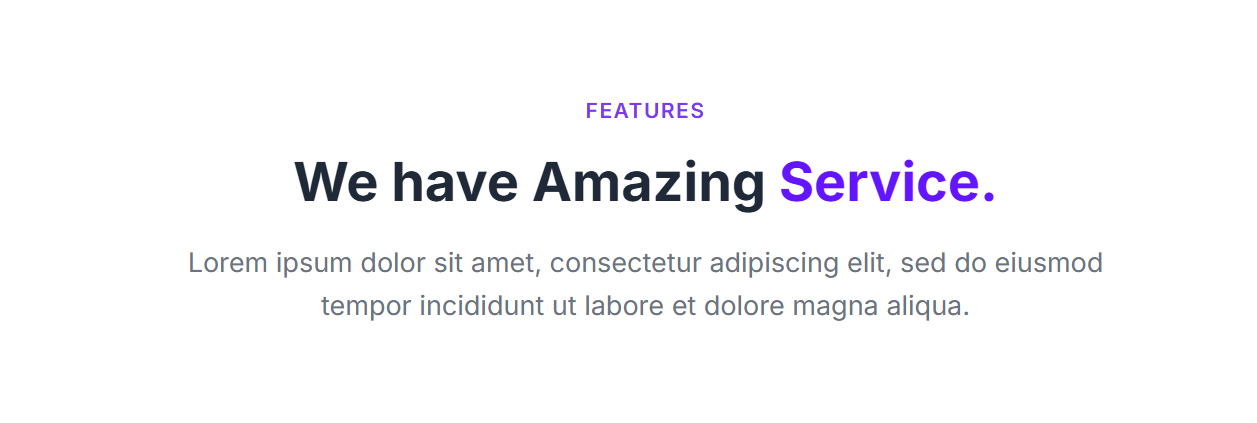 FEATURES
We have Amazing Service.
Lorem ipsum dolor sit amet, consectetur adipiscing elit, sed do eiusmod
tempor incididunt ut labore et dolore magna aliqua.